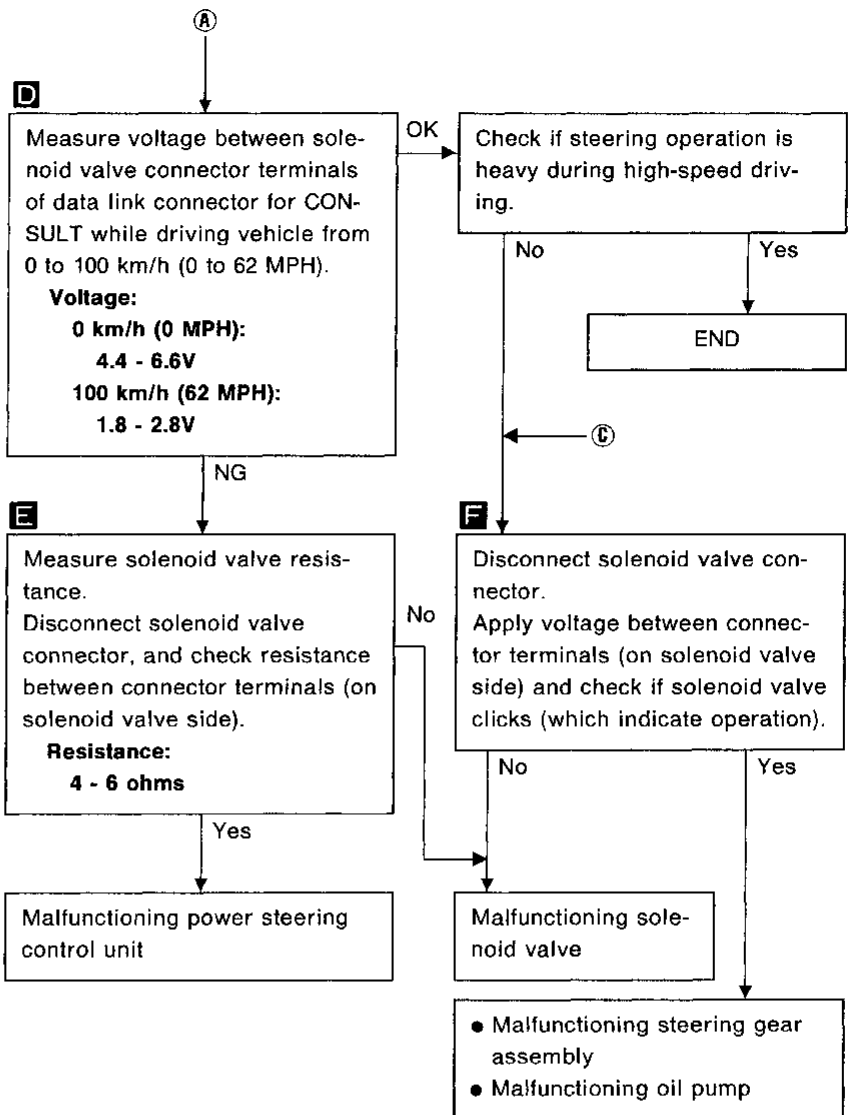 A
D
Measure voltage between sole-
noid valve connector terminals
of data link connector for CON-
SULT while driving vehicle from
0 to 100 km/h (0 to 62 MPH).
Voltage:
0 km/h (0 MPH):
4.4 - 6.6V
100 km/h (62 MPH):
1.8 - 2.8V
OK
Check if steering operation is
heavy during high-speed driv-
ing.
No
Yes
END
C
NG
E
Measure solenoid valve resis-
tance.
Disconnect solenoid valve
connector, and check resistance
between connector terminals (on
solenoid valve side).
Resistance:
4 - 6 ohms
No
F
Disconnect solenoid valve con-
nector.
Apply voltage between connec-
tor terminals (on solenoid valve
side) and check if solenoid valve
clicks (which indicate operation).
No
Yes
Yes
Malfunctioning power steering
control unit
Malfunctioning sole-
noid valve
● Malfunctioning steering gear
assembly
● Malfunctioning oil pump